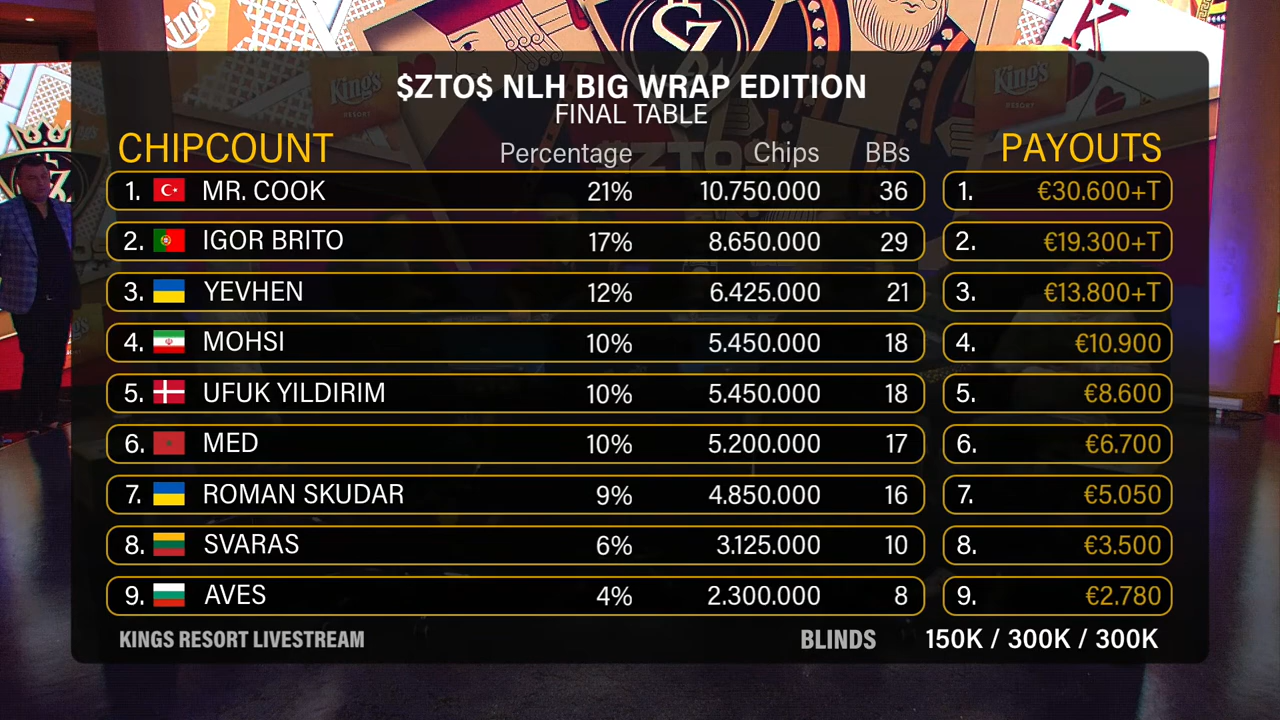 King's
RESORT
$ZTO$ NLH BIG WRAP EDITION
FINAL TABLE
CHIPCOUNT Percentage Chips BBs PAYOUTS
1. MR. COOK 21% 10.750.000 36 1. €30.600+T
2. IGOR BRITO 17% 8.650.000 29 2. €19.300+T
3. YEVHEN 12% 6.425.000 21 3. €13.800+T
4. MOHSI 10% 5.450.000 18 4. €10.900
5. UFUK YILDIRIM 10% 5.450.000 18 5. €8.600
6. MED 10% 5.200.000 17 6. €6.700
7. ROMAN SKUDAR 9% 4.850.000 16 7. €5.050
8. SVARAS 6% 3.125.000 10 8. €3.500
9. AVES 4% 2.300.000 8 9. €2.780
KINGS RESORT LIVESTREAM BLINDS 150K / 300K / 300K